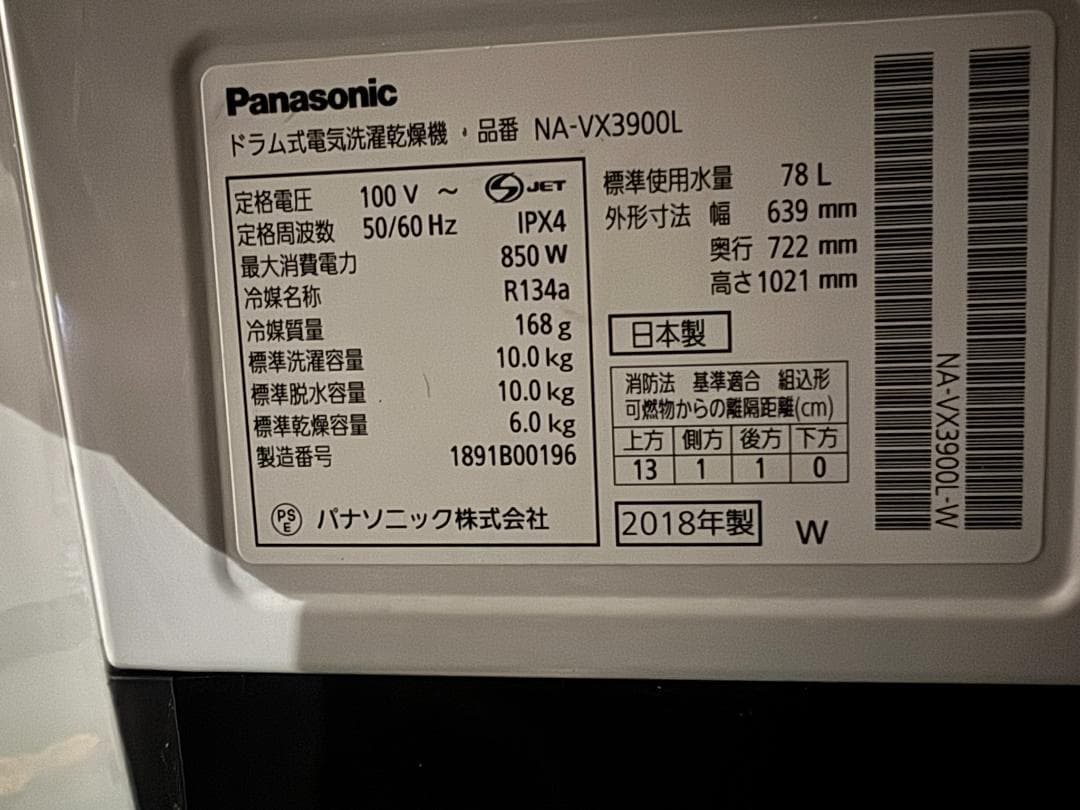 Panasonic
ドラム式電気洗濯乾燥機・品番 NA-VX3900L
定格電圧 100 V ～ S JET
定格周波数 50/60 Hz IPX4
最大消費電力 850 W
冷媒名称 R134a
冷媒質量 168 g
標準洗濯容量 10.0 kg
標準脱水容量 10.0 kg
標準乾燥容量 6.0 kg
製造番号 1891B00196
PSE パナソニック株式会社
標準使用水量 78 L
外形寸法 幅 639 mm
奥行 722 mm
高さ 1021 mm
日本製
消防法 基準適合 組込形
可燃物からの離隔距離(cm)
上方 側方 後方 下方
13 1 1 0
2018年製 W
NA-VX3900L-W